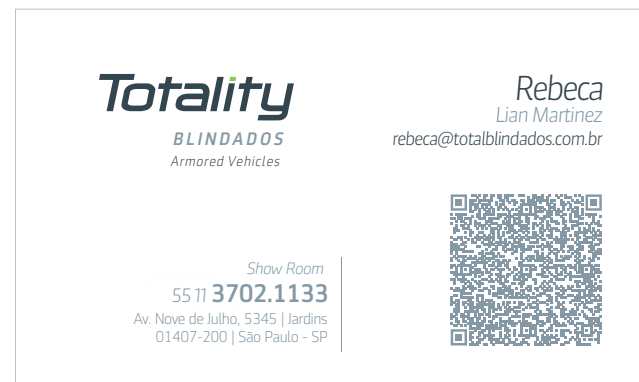 Totality
BLINDADOS
Armored Vehicles
Rebeca
Lian Martinez
rebeca@totalblindados.com.br
Show Room
55 11 3702.1133
Av. Nove de Julho, 5345 | Jardins
01407-200 | São Paulo - SP